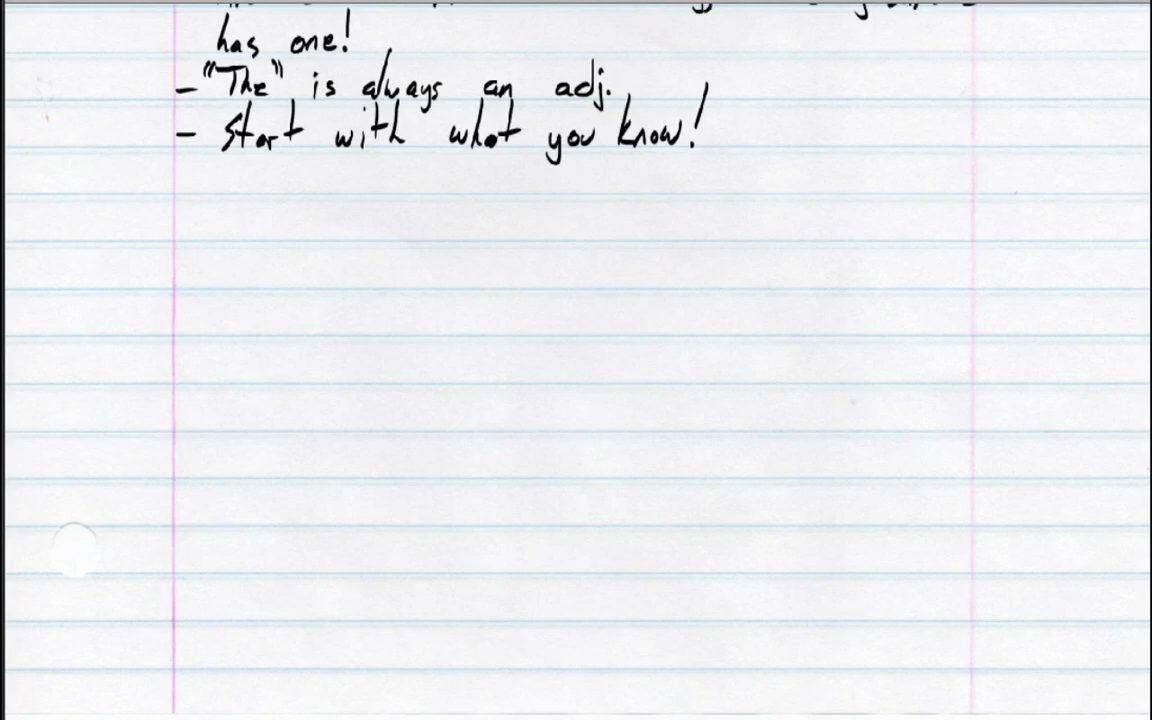 has one!
- "The" is always an adj.
- Start with what you know!